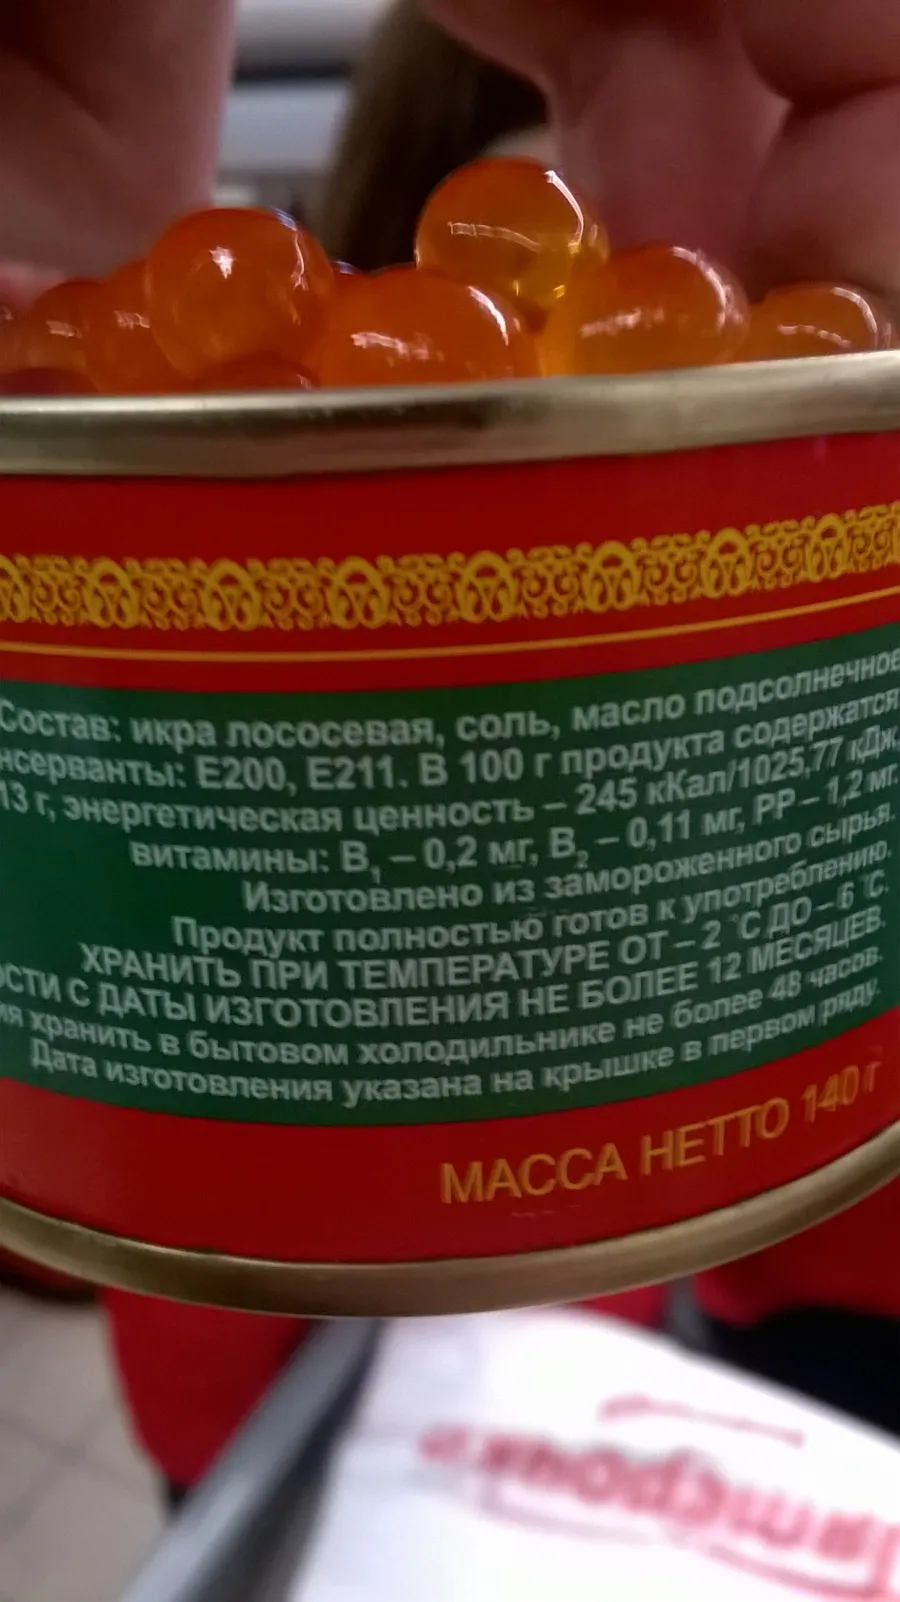 Состав: икра лососевая, соль, масло подсолнечное
нсерванты: Е200, Е211. В 100 г продукта содержатся
13 г, энергетическая ценность – 245 кКал/1025,77 кДж,
витамины: В₁ – 0,2 мг, В₂ – 0,11 мг, РР – 1,2 мг.
Изготовлено из замороженного сырья.
Продукт полностью готов к употреблению.
ХРАНИТЬ ПРИ ТЕМПЕРАТУРЕ ОТ – 2 °С ДО – 6 °С.
ОСТИ С ДАТЫ ИЗГОТОВЛЕНИЯ НЕ БОЛЕЕ 12 МЕСЯЦЕВ.
ия хранить в бытовом холодильнике не более 48 часов.
Дата изготовления указана на крышке в первом ряду.
МАССА НЕТТО 140 г